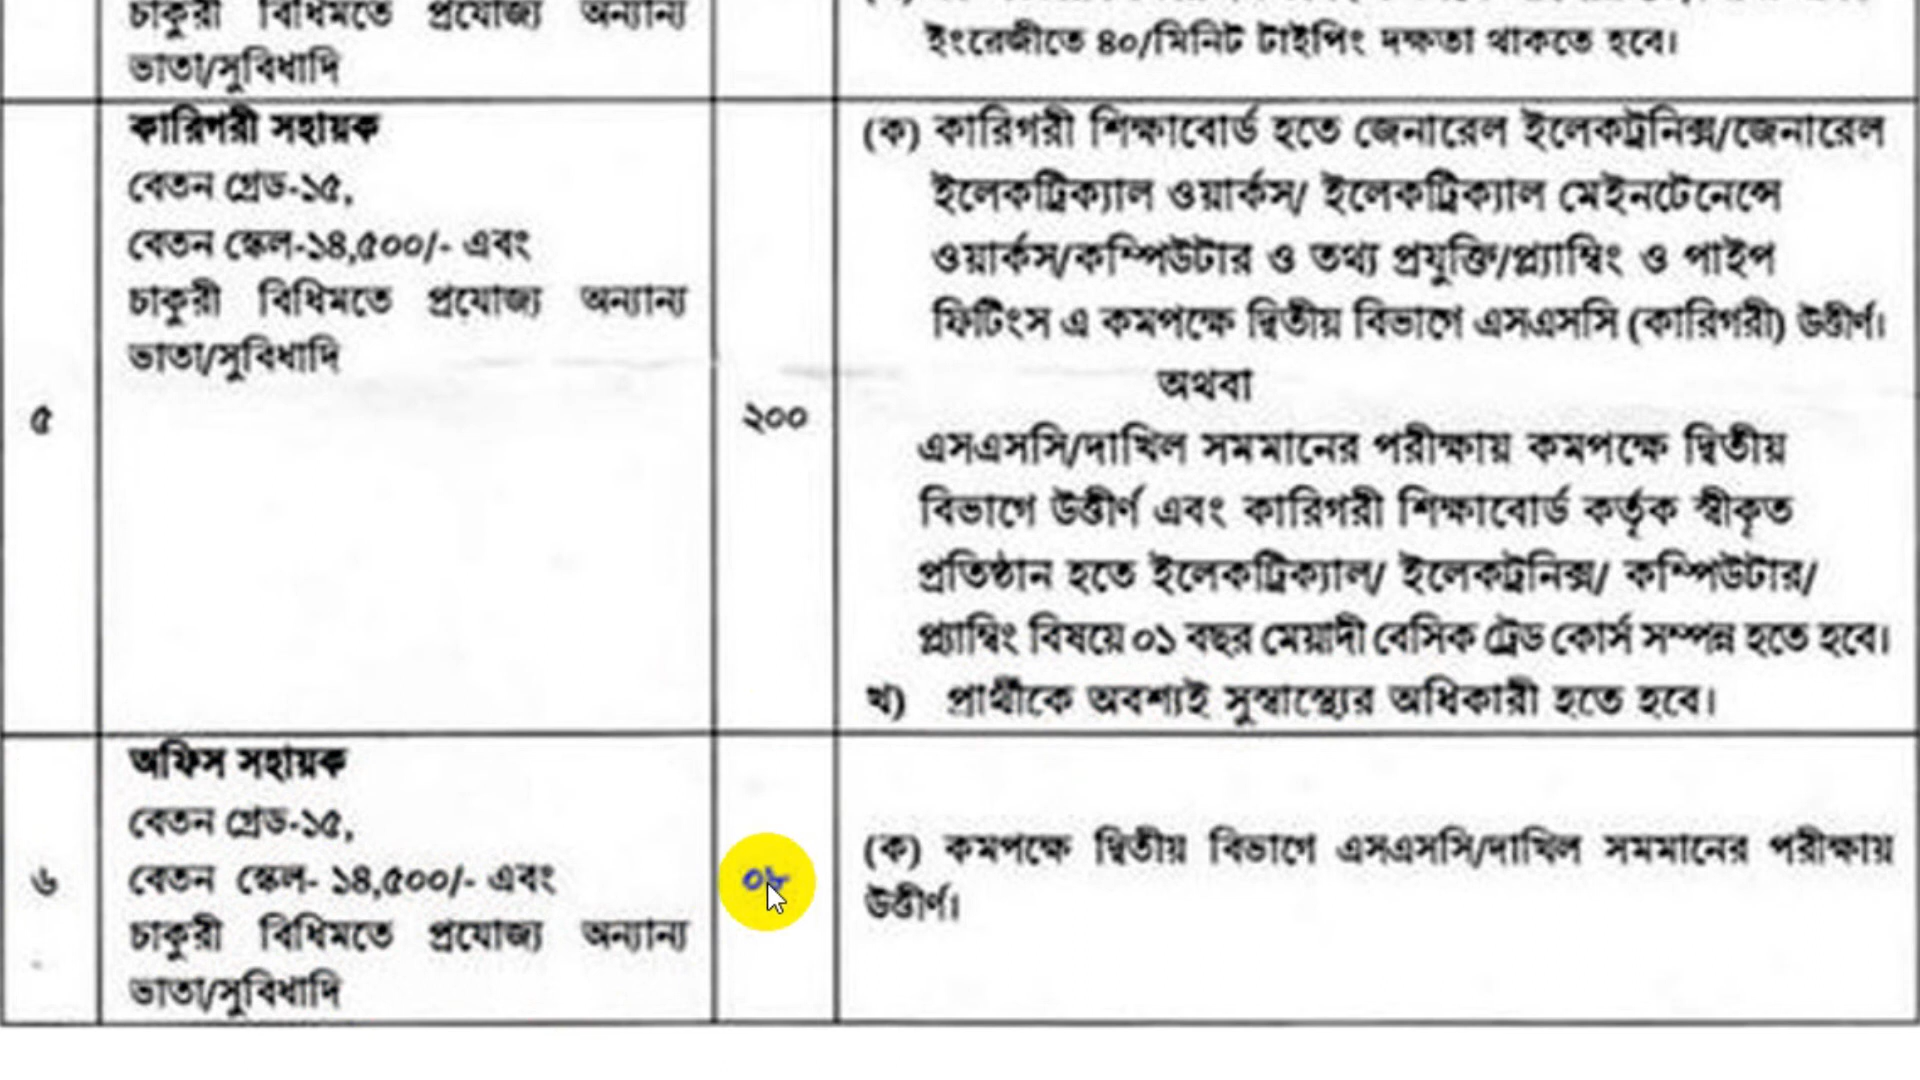 চাকুরী বিধিমতে প্রযোজ্য অন্যান্য
ভাতা/সুবিধাদি
ইংরেজীতে ৪০/মিনিট টাইপিং দক্ষতা থাকতে হবে।
৫
কারিগরী সহায়ক
বেতন গ্রেড-১৫,
বেতন স্কেল-১৪,৫০০/- এবং
চাকুরী বিধিমতে প্রযোজ্য অন্যান্য
ভাতা/সুবিধাদি
২০০
(ক) কারিগরী শিক্ষাবোর্ড হতে জেনারেল ইলেকট্রনিক্স/জেনারেল
ইলেকট্রিক্যাল ওয়ার্কস/ ইলেকট্রিক্যাল মেইনটেনেন্সে
ওয়ার্কস/কম্পিউটার ও তথ্য প্রযুক্তি/প্ল্যাম্বিং ও পাইপ
ফিটিংস এ কমপক্ষে দ্বিতীয় বিভাগে এসএসসি (কারিগরী) উত্তীর্ণ।
অথবা
এসএসসি/দাখিল সমমানের পরীক্ষায় কমপক্ষে দ্বিতীয়
বিভাগে উত্তীর্ণ এবং কারিগরী শিক্ষাবোর্ড কর্তৃক স্বীকৃত
প্রতিষ্ঠান হতে ইলেকট্রিক্যাল/ ইলেকট্রনিক্স/ কম্পিউটার/
প্ল্যাম্বিং বিষয়ে ০১ বছর মেয়াদী বেসিক ট্রেড কোর্স সম্পন্ন হতে হবে।
খ) প্রার্থীকে অবশ্যই সুস্বাস্থ্যের অধিকারী হতে হবে।
৬
অফিস সহায়ক
বেতন গ্রেড-১৫,
বেতন স্কেল- ১৪,৫০০/- এবং
চাকুরী বিধিমতে প্রযোজ্য অন্যান্য
ভাতা/সুবিধাদি
(ক) কমপক্ষে দ্বিতীয় বিভাগে এসএসসি/দাখিল সমমানের পরীক্ষায়
উত্তীর্ণ।